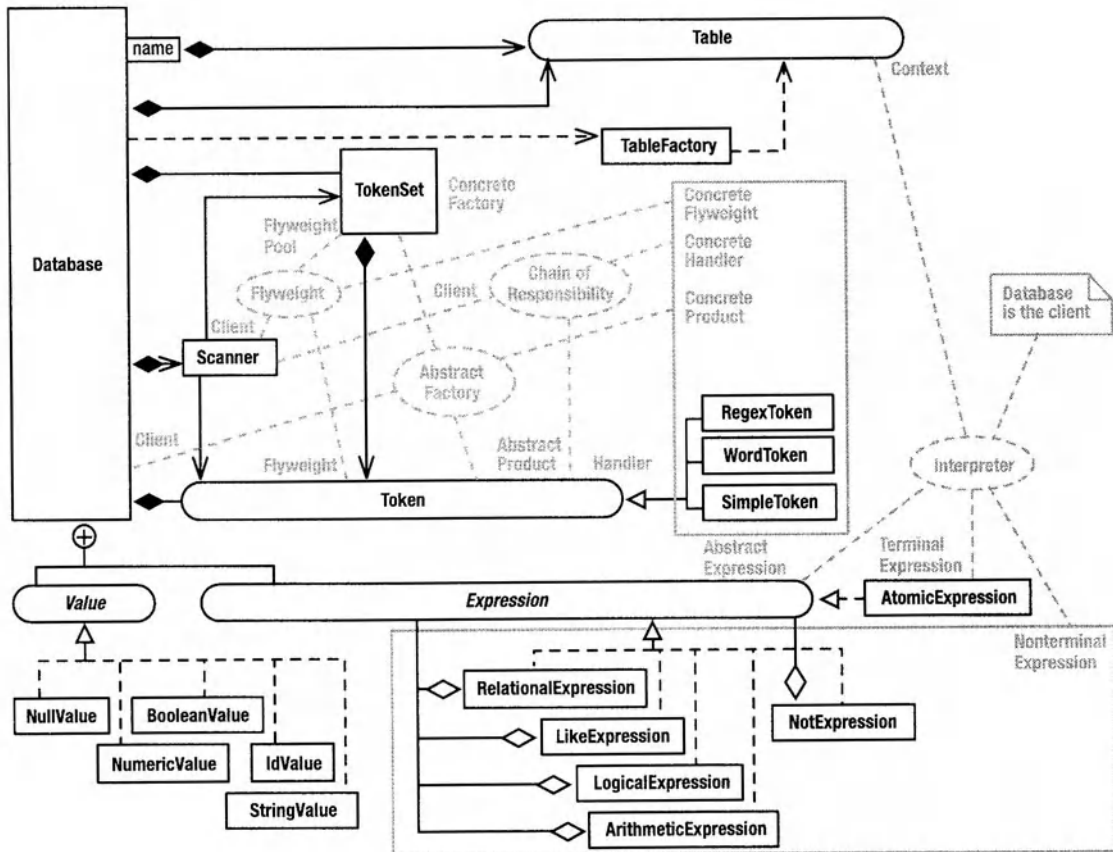 name
Table
Context
TableFactory
TokenSet
Concrete
Factory
Concrete
Flyweight
Flyweight
Pool
Concrete
Handler
Database
Flyweight
Client
Chain of
Responsibility
Database
is the client
Concrete
Product
Client
Scanner
Abstract
Factory
RegexToken
Client
Abstract
Product
WordToken
Interpreter
Flyweight
Handler
Token
SimpleToken
Abstract
Expression
Terminal
Expression
Value
Expression
AtomicExpression
Nonterminal
Expression
RelationalExpression
NullValue
BooleanValue
NotExpression
LikeExpression
NumericValue
IdValue
LogicalExpression
StringValue
ArithmeticExpression